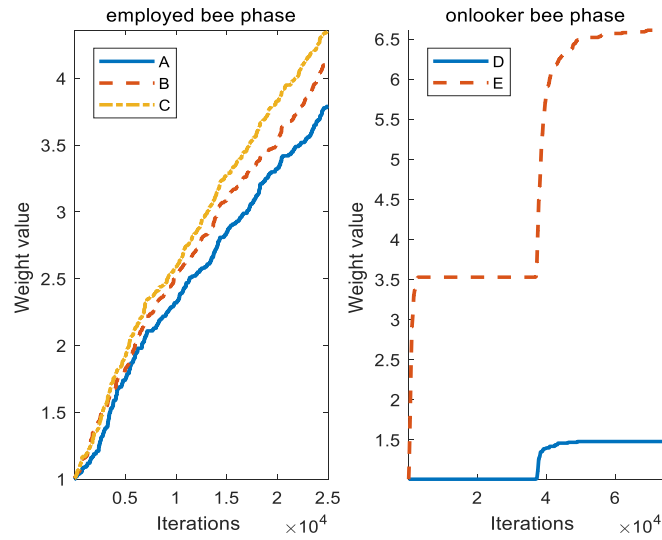 employed bee phase
A
B
C
Weight value
4
3.5
3
2.5
2
1.5
1
0.5 1 1.5 2 2.5
Iterations ×10^4
onlooker bee phase
D
E
Weight value
6.5
6
5.5
5
4.5
4
3.5
3
2.5
2
1.5
2 4 6
Iterations ×10^4